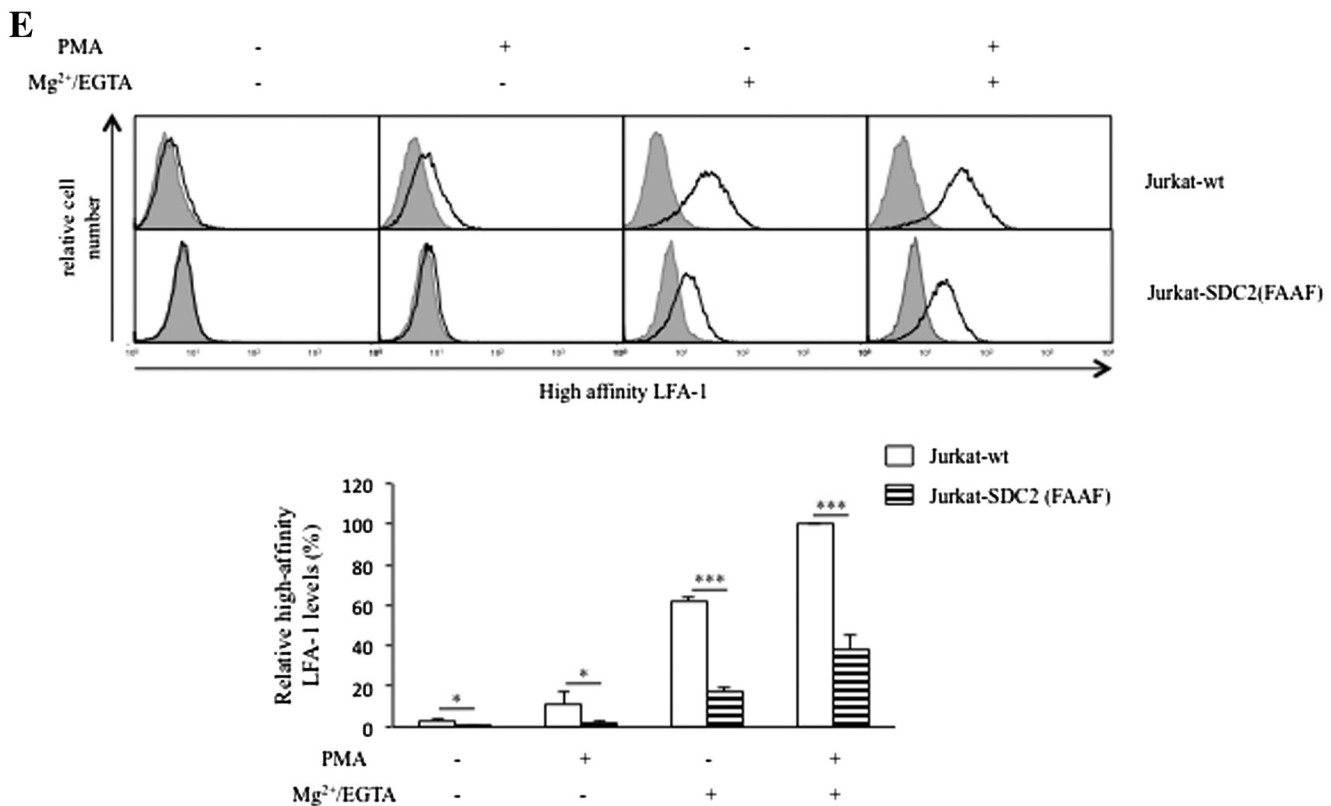 E
PMA - + - +
Mg²⁺/EGTA - - + +
relative cell
number
Jurkat-wt
Jurkat-SDC2(FAAF)
10⁴
High affinity LFA-1
Jurkat-wt
Jurkat-SDC2 (FAAF)
Relative high-affinity
LFA-1 levels (%)
120
100
80
60
40
20
0
* * *** ***
PMA - + - +
Mg²⁺/EGTA - - + +